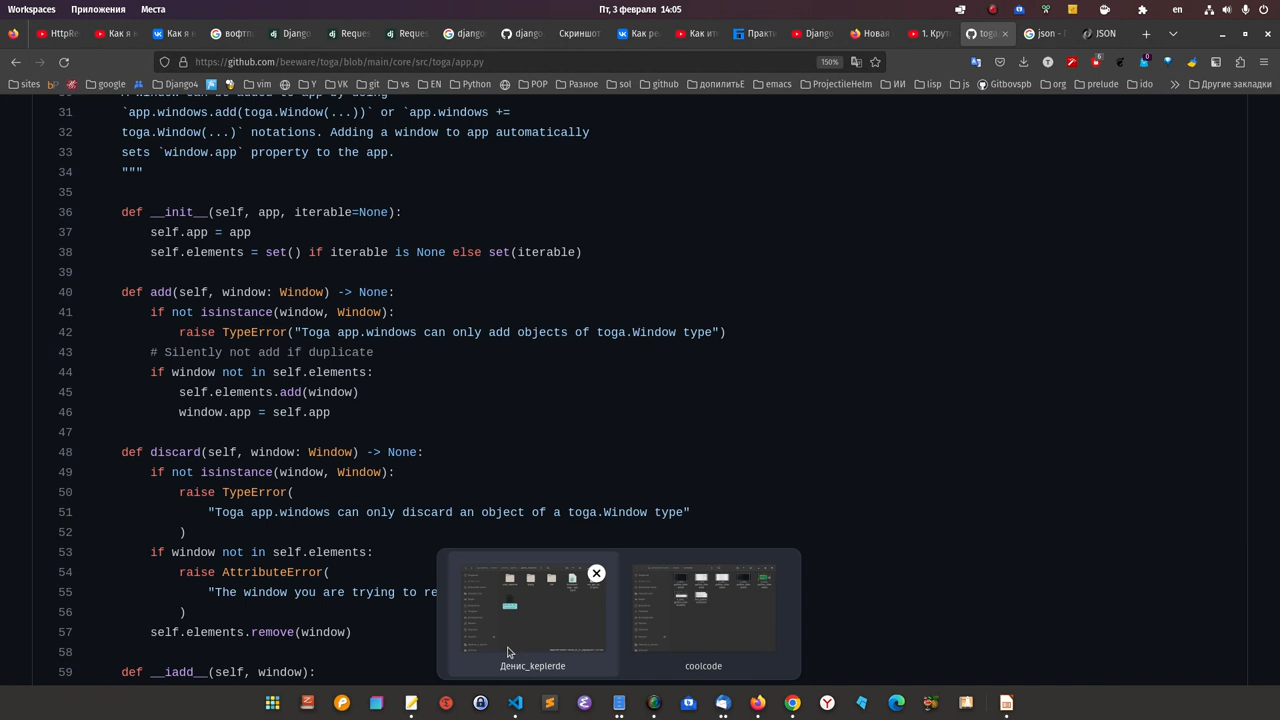 Workspaces Приложения Места Пт, 3 февраля 14:05 en
HttpRe Как я н Как я н вофтпу Django Reques Reques django django Скриншот Как ре Как ит Практи Django Новая 1. Крут toga json - Г JSON
https://github.com/beeware/toga/blob/main/core/src/toga/app.py 150%
sites google Django4 Y VK git vim vs EN Python POP Разное sol github допилитьЕ emacs ProjectileHelm ИИ lisp js Gitbovspb org prelude ido Другие закладки
31 `app.windows.add(toga.Window(...))` or `app.windows +=
32 toga.Window(...)` notations. Adding a window to app automatically
33 sets `window.app` property to the app.
34 """
35
36 def __init__(self, app, iterable=None):
37 self.app = app
38 self.elements = set() if iterable is None else set(iterable)
39
40 def add(self, window: Window) -> None:
41 if not isinstance(window, Window):
42 raise TypeError("Toga app.windows can only add objects of toga.Window type")
43 # Silently not add if duplicate
44 if window not in self.elements:
45 self.elements.add(window)
46 window.app = self.app
47
48 def discard(self, window: Window) -> None:
49 if not isinstance(window, Window):
50 raise TypeError(
51 "Toga app.windows can only discard an object of a toga.Window type"
52 )
53 if window not in self.elements:
54 raise AttributeError(
55 "The window you are trying to re
56 )
57 self.elements.remove(window)
58
59 def __iadd__(self, window):
Денис_keplerde coolcode